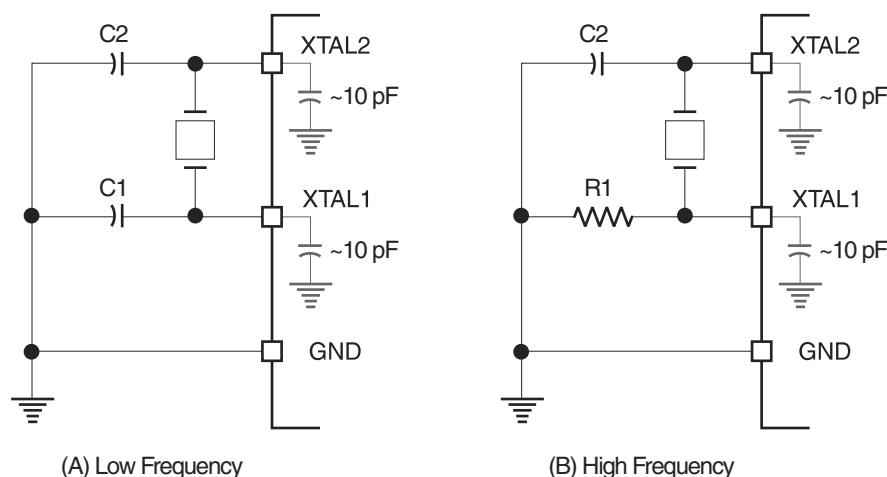 C2
XTAL2
~10 pF
C1
XTAL1
~10 pF
GND
(A) Low Frequency
C2
XTAL2
~10 pF
R1
XTAL1
~10 pF
GND
(B) High Frequency